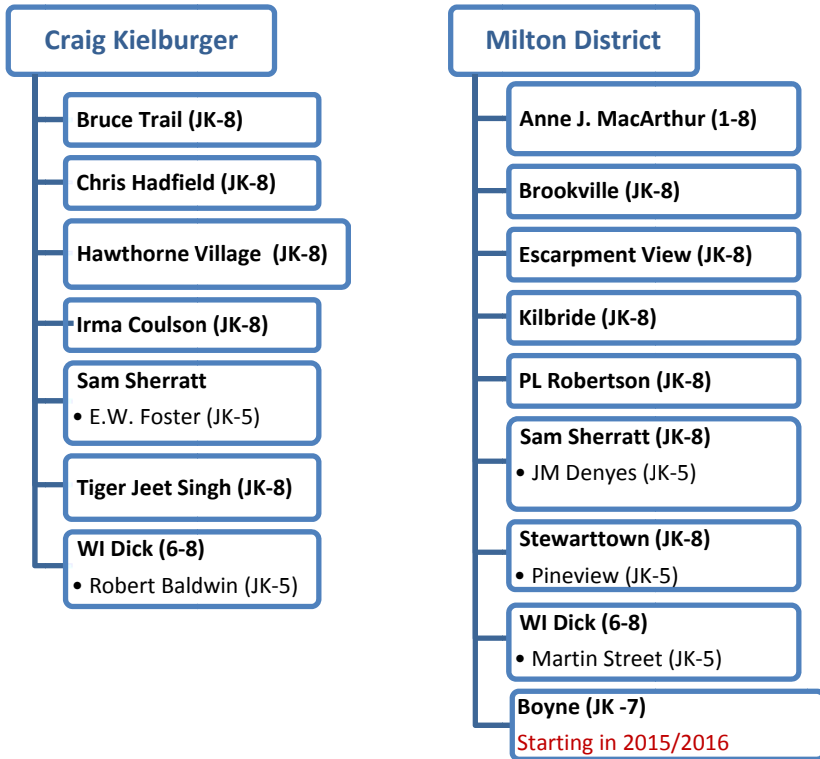 Craig Kielburger
Bruce Trail (JK-8)
Chris Hadfield (JK-8)
Hawthorne Village  (JK-8)
Irma Coulson (JK-8)
Sam Sherratt
• E.W. Foster (JK-5)
Tiger Jeet Singh (JK-8)
WI Dick (6-8)
• Robert Baldwin (JK-5)
Milton District
Anne J. MacArthur (1-8)
Brookville (JK-8)
Escarpment View (JK-8)
Kilbride (JK-8)
PL Robertson (JK-8)
Sam Sherratt (JK-8)
• JM Denyes (JK-5)
Stewarttown (JK-8)
• Pineview (JK-5)
WI Dick (6-8)
• Martin Street (JK-5)
Boyne (JK -7)
Starting in 2015/2016